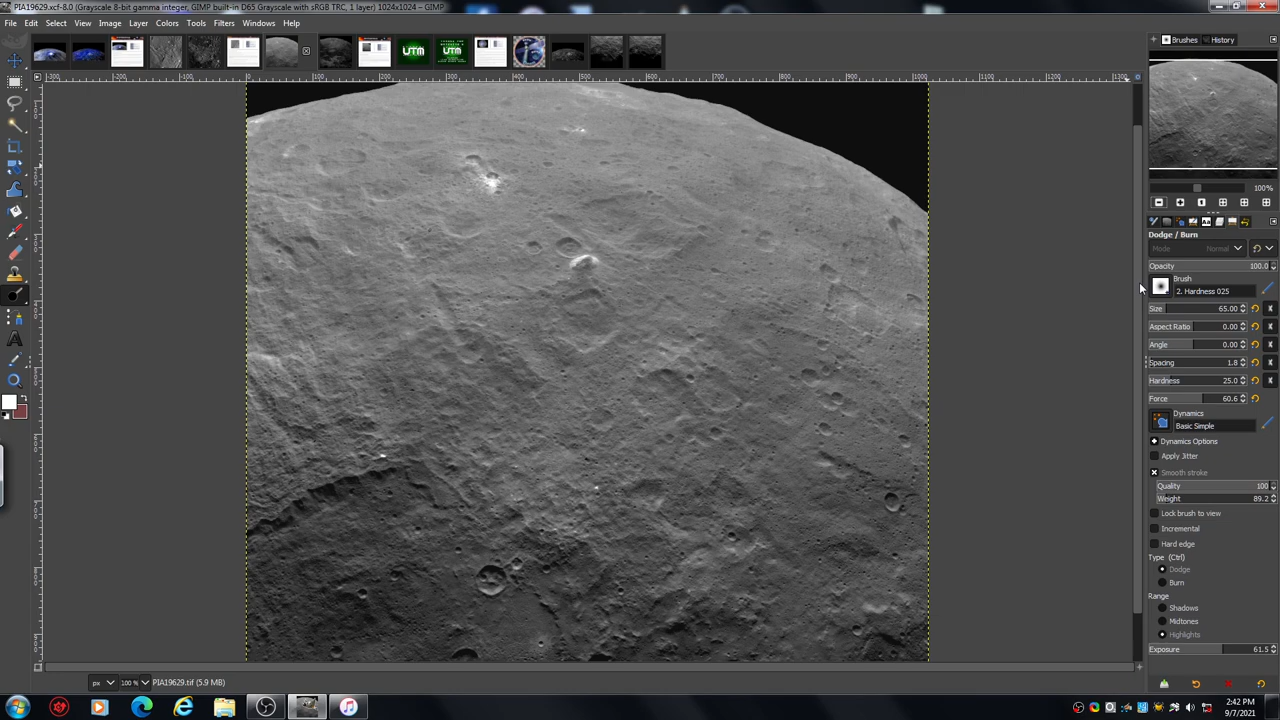 PIA19629.xcf-8.0 (Grayscale 8-bit gamma integer, GIMP built-in D65 Grayscale with sRGB TRC, 1 layer) 1024x1024 – GIMP
File Edit Select View Image Layer Colors Tools Filters Windows Help
UTM
UTM
Brushes History
100%
Dodge / Burn
Mode Normal
Opacity 100.0
Brush
2. Hardness 025
Size 65.00
Aspect Ratio 0.00
Angle 0.00
Spacing 1.8
Hardness 25.0
Force 60.6
Dynamics
Basic Simple
Dynamics Options
Apply Jitter
Smooth stroke
Quality 100
Weight 89.2
Lock brush to view
Incremental
Hard edge
Type (Ctrl)
Dodge
Burn
Range
Shadows
Midtones
Highlights
Exposure 61.5
px 100 % PIA19629.tif (5.9 MB)
2:42 PM
9/7/2021